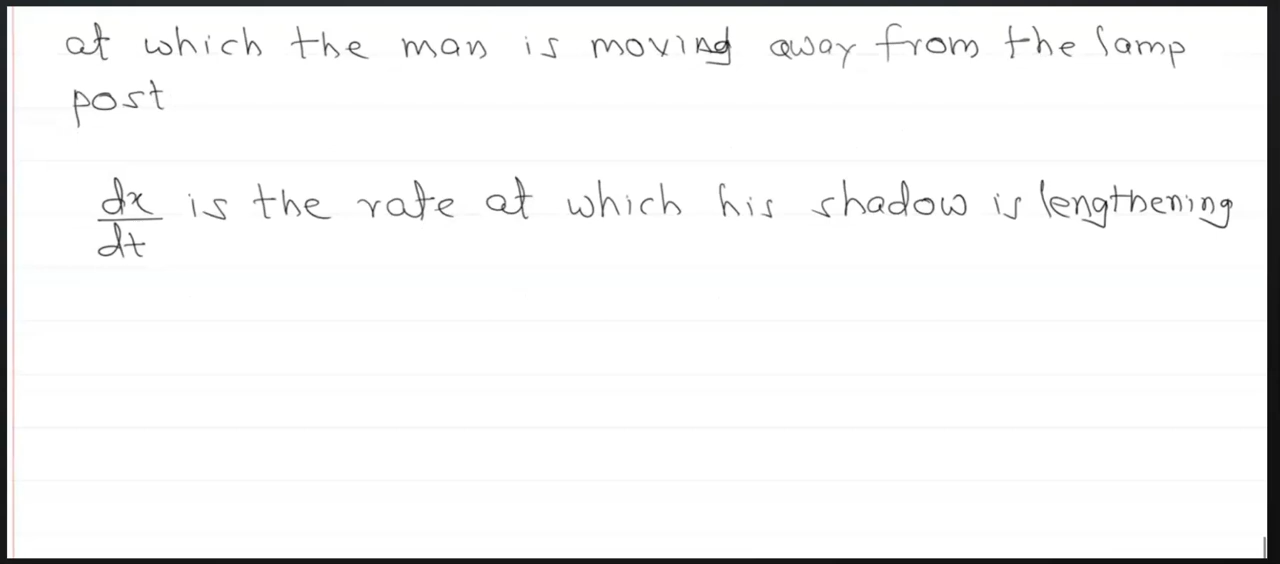 at which the man is moving away from the lamp
post
dx/dt is the rate at which his shadow is lengthening